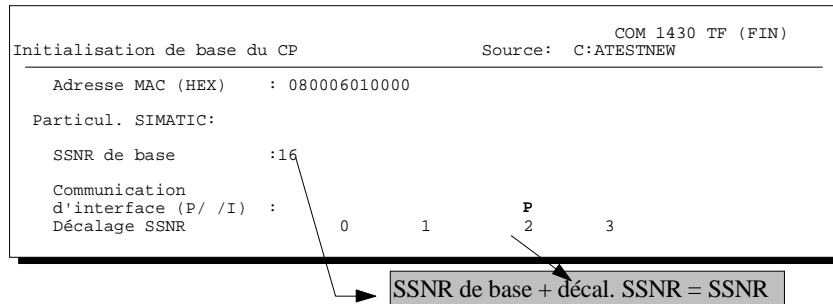 COM 1430 TF (FIN)
Initialisation de base du CP Source: C:ATESTNEW
Adresse MAC (HEX) : 080006010000
Particul. SIMATIC:
SSNR de base :16
Communication
d'interface (P/ /I) : P
Décalage SSNR 0 1 2 3
SSNR de base + décal. SSNR = SSNR